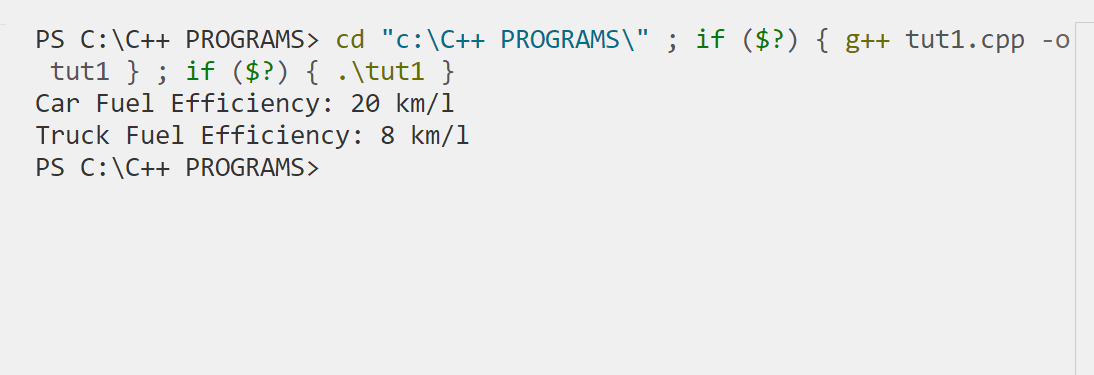 PS C:\C++ PROGRAMS> cd "c:\C++ PROGRAMS\" ; if ($?) { g++ tut1.cpp -o
tut1 } ; if ($?) { .\tut1 }
Car Fuel Efficiency: 20 km/l
Truck Fuel Efficiency: 8 km/l
PS C:\C++ PROGRAMS>